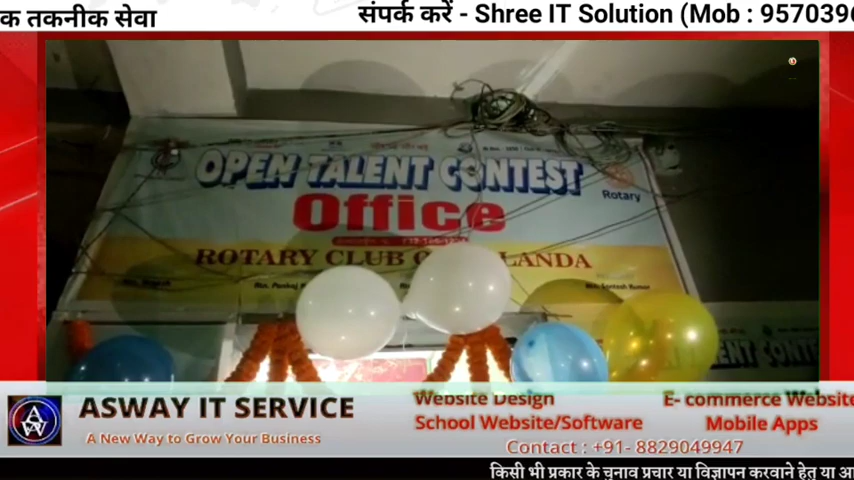 क तकनीक सेवा
संपर्क करें - Shree IT Solution (Mob : 957039
OPEN TALENT CONTEST
Rotary
Office
ROTARY CLUB LANDA
ASWAY IT SERVICE
A New Way to Grow Your Business
Website Design
E- commerce Website
School Website/Software
Mobile Apps
Contact : +91- 8829049947
किसी भी प्रकार के चुनाव प्रचार या विज्ञापन करवाने हेतु या